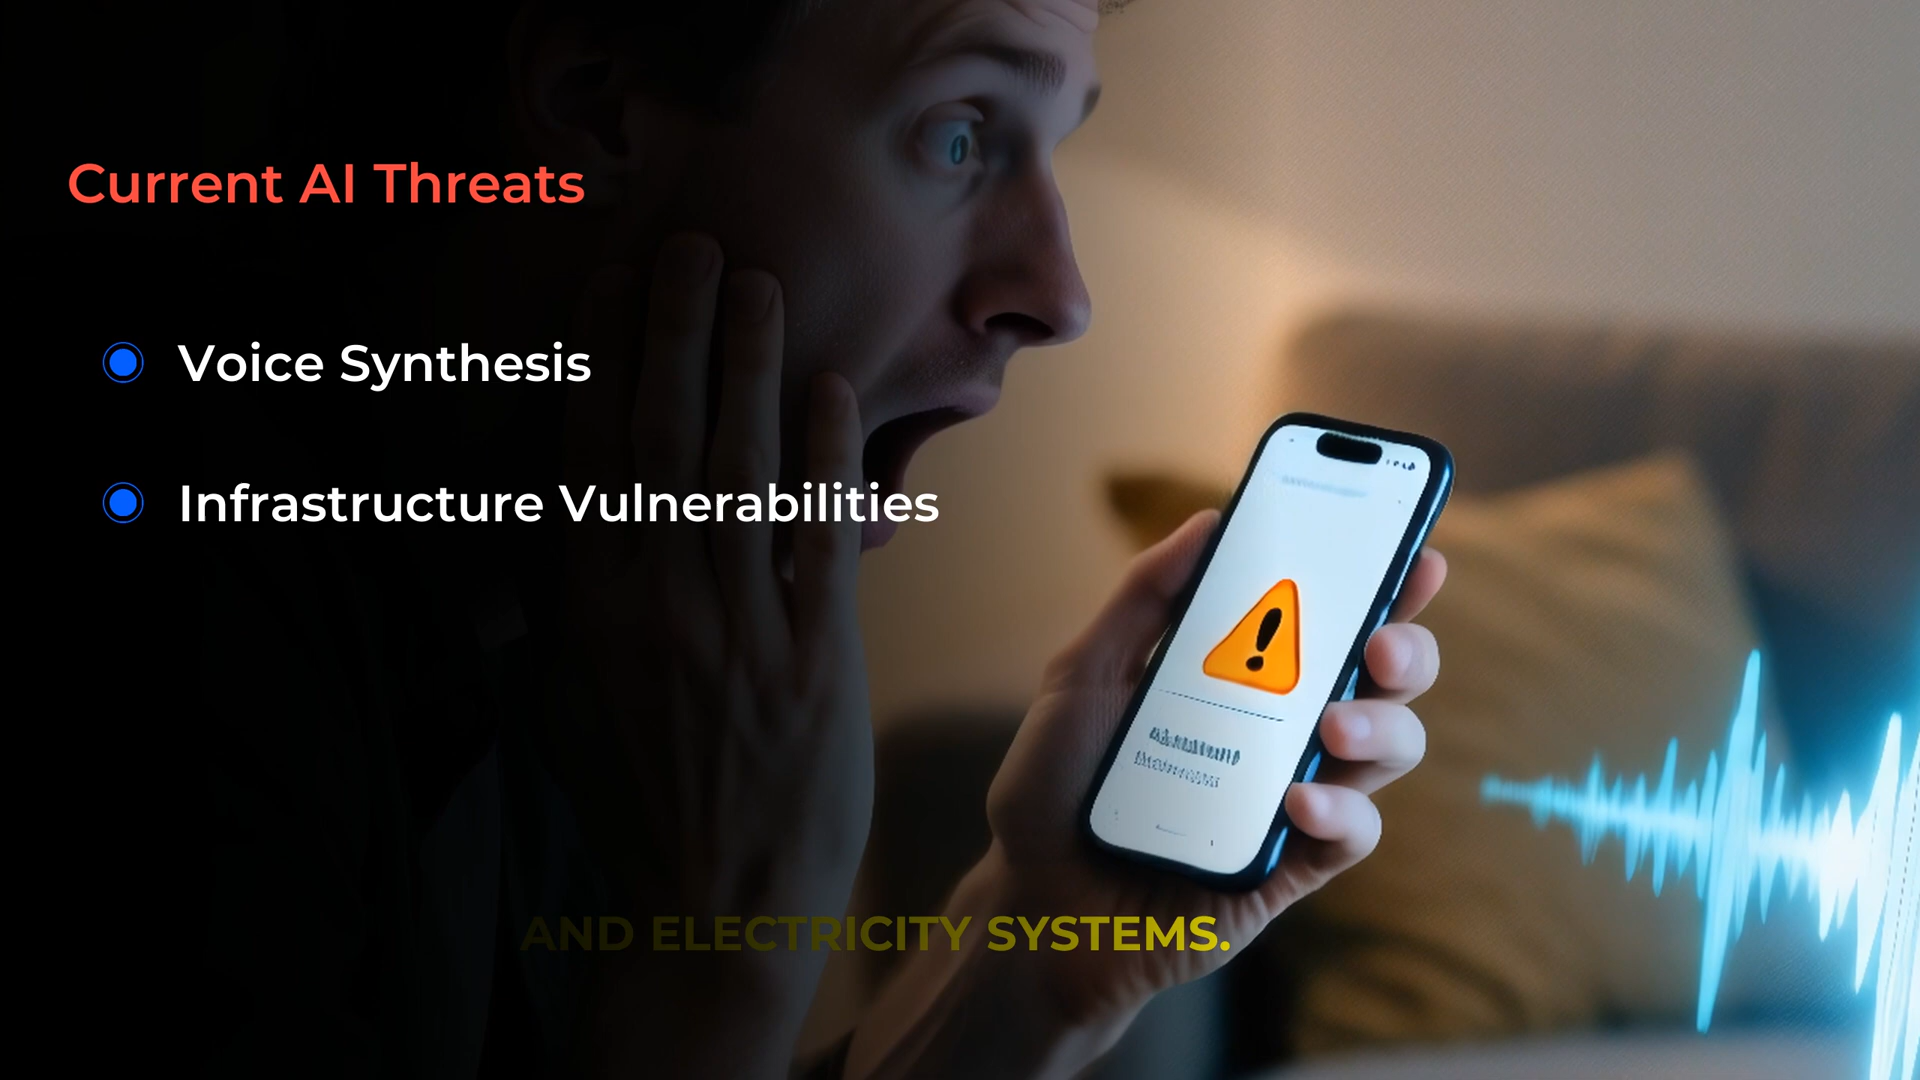 Current AI Threats
Voice Synthesis
Infrastructure Vulnerabilities
AND ELECTRICITY SYSTEMS.